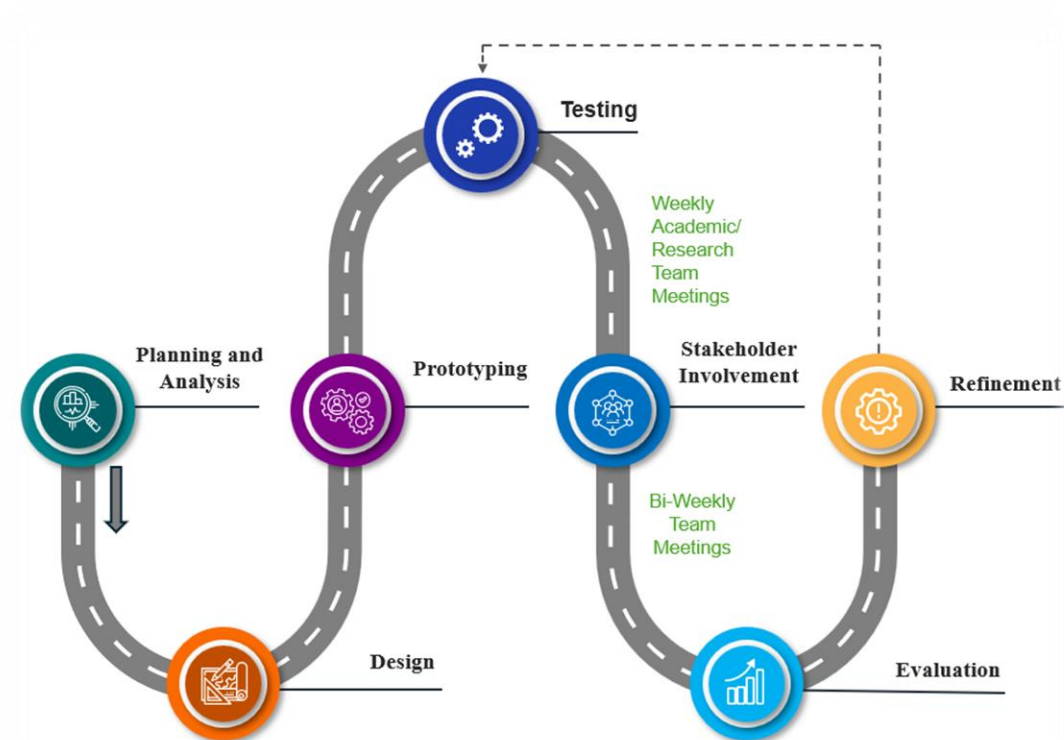 Testing
Weekly
Academic/
Research
Team
Meetings
Planning and
Analysis
Prototyping
Stakeholder
Involvement
Refinement
Bi-Weekly
Team
Meetings
Design
Evaluation